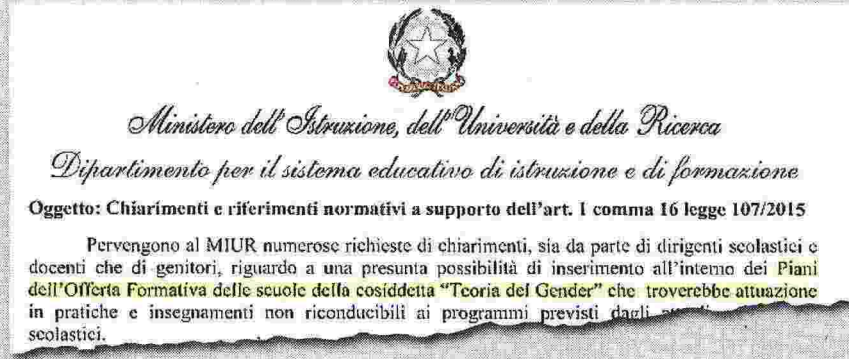 Ministero dell'Istruzione, dell'Università e della Ricerca
Dipartimento per il sistema educativo di istruzione e di formazione
Oggetto: Chiarimenti e riferimenti normativi a supporto dell'art. 1 comma 16 legge 107/2015
Pervengono al MIUR numerose richieste di chiarimenti, sia da parte di dirigenti scolastici e
docenti che di genitori, riguardo a una presunta possibilità di inserimento all'interno dei Piani
dell'Offerta Formativa delle scuole della cosiddetta "Teoria del Gender" che troverebbe attuazione
in pratiche e insegnamenti non riconducibili ai programmi previsti dagli
scolastici.